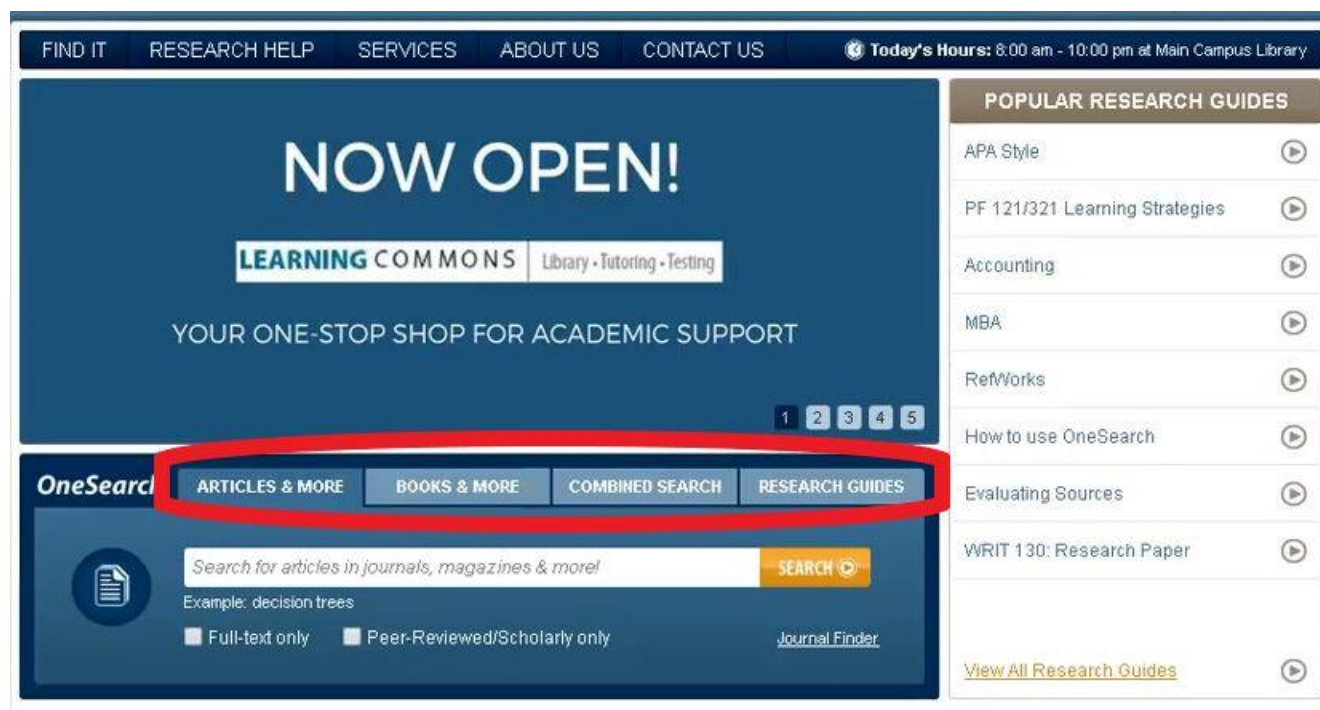 FIND IT RESEARCH HELP SERVICES ABOUT US CONTACT US Today's Hours: 8:00 am - 10:00 pm at Main Campus Library
NOW OPEN!
LEARNING COMMONS Library • Tutoring • Testing
YOUR ONE-STOP SHOP FOR ACADEMIC SUPPORT
1 2 3 4 5
OneSearch ARTICLES & MORE BOOKS & MORE COMBINED SEARCH RESEARCH GUIDES
Search for articles in journals, magazines & more! SEARCH
Example: decision trees
Full-text only Peer-Reviewed/Scholarly only Journal Finder
POPULAR RESEARCH GUIDES
APA Style
PF 121/321 Learning Strategies
Accounting
MBA
RefWorks
How to use OneSearch
Evaluating Sources
WRIT 130: Research Paper
View All Research Guides